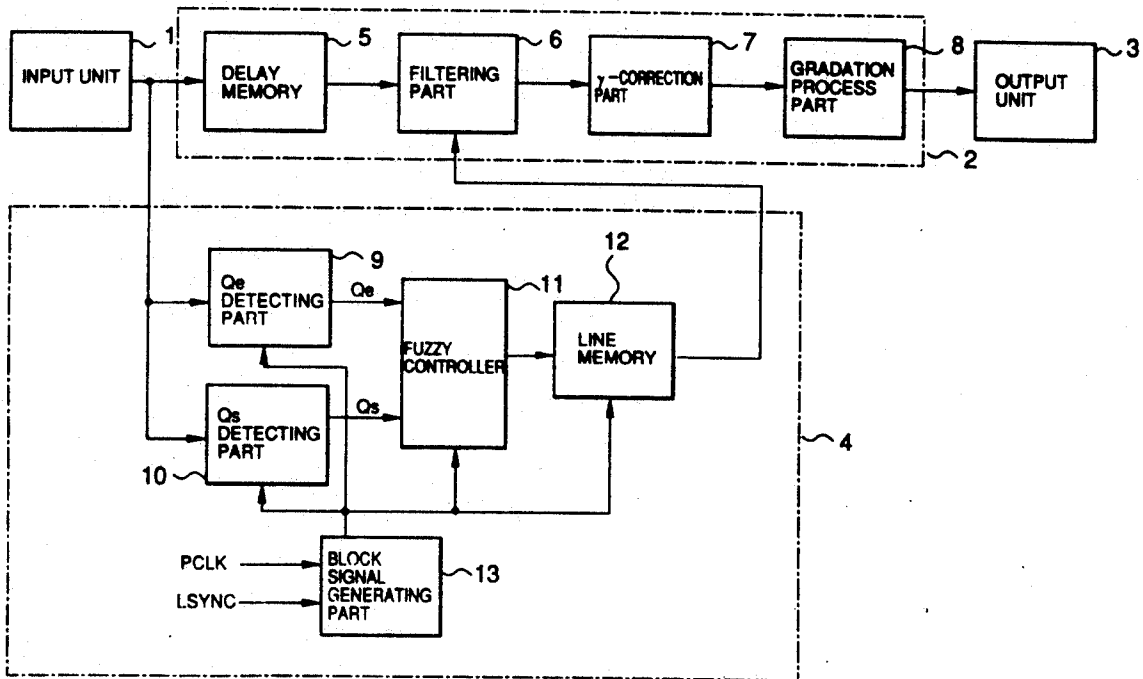 1
INPUT UNIT
5
DELAY
MEMORY
6
FILTERING
PART
7
γ-CORRECTION
PART
8
GRADATION
PROCESS
PART
3
OUTPUT
UNIT
2
9
Qe
DETECTING
PART
Qe
11
FUZZY
CONTROLLER
12
LINE
MEMORY
Qs
DETECTING
PART
Qs
10
4
PCLK
LSYNC
BLOCK
SIGNAL
GENERATING
PART
13